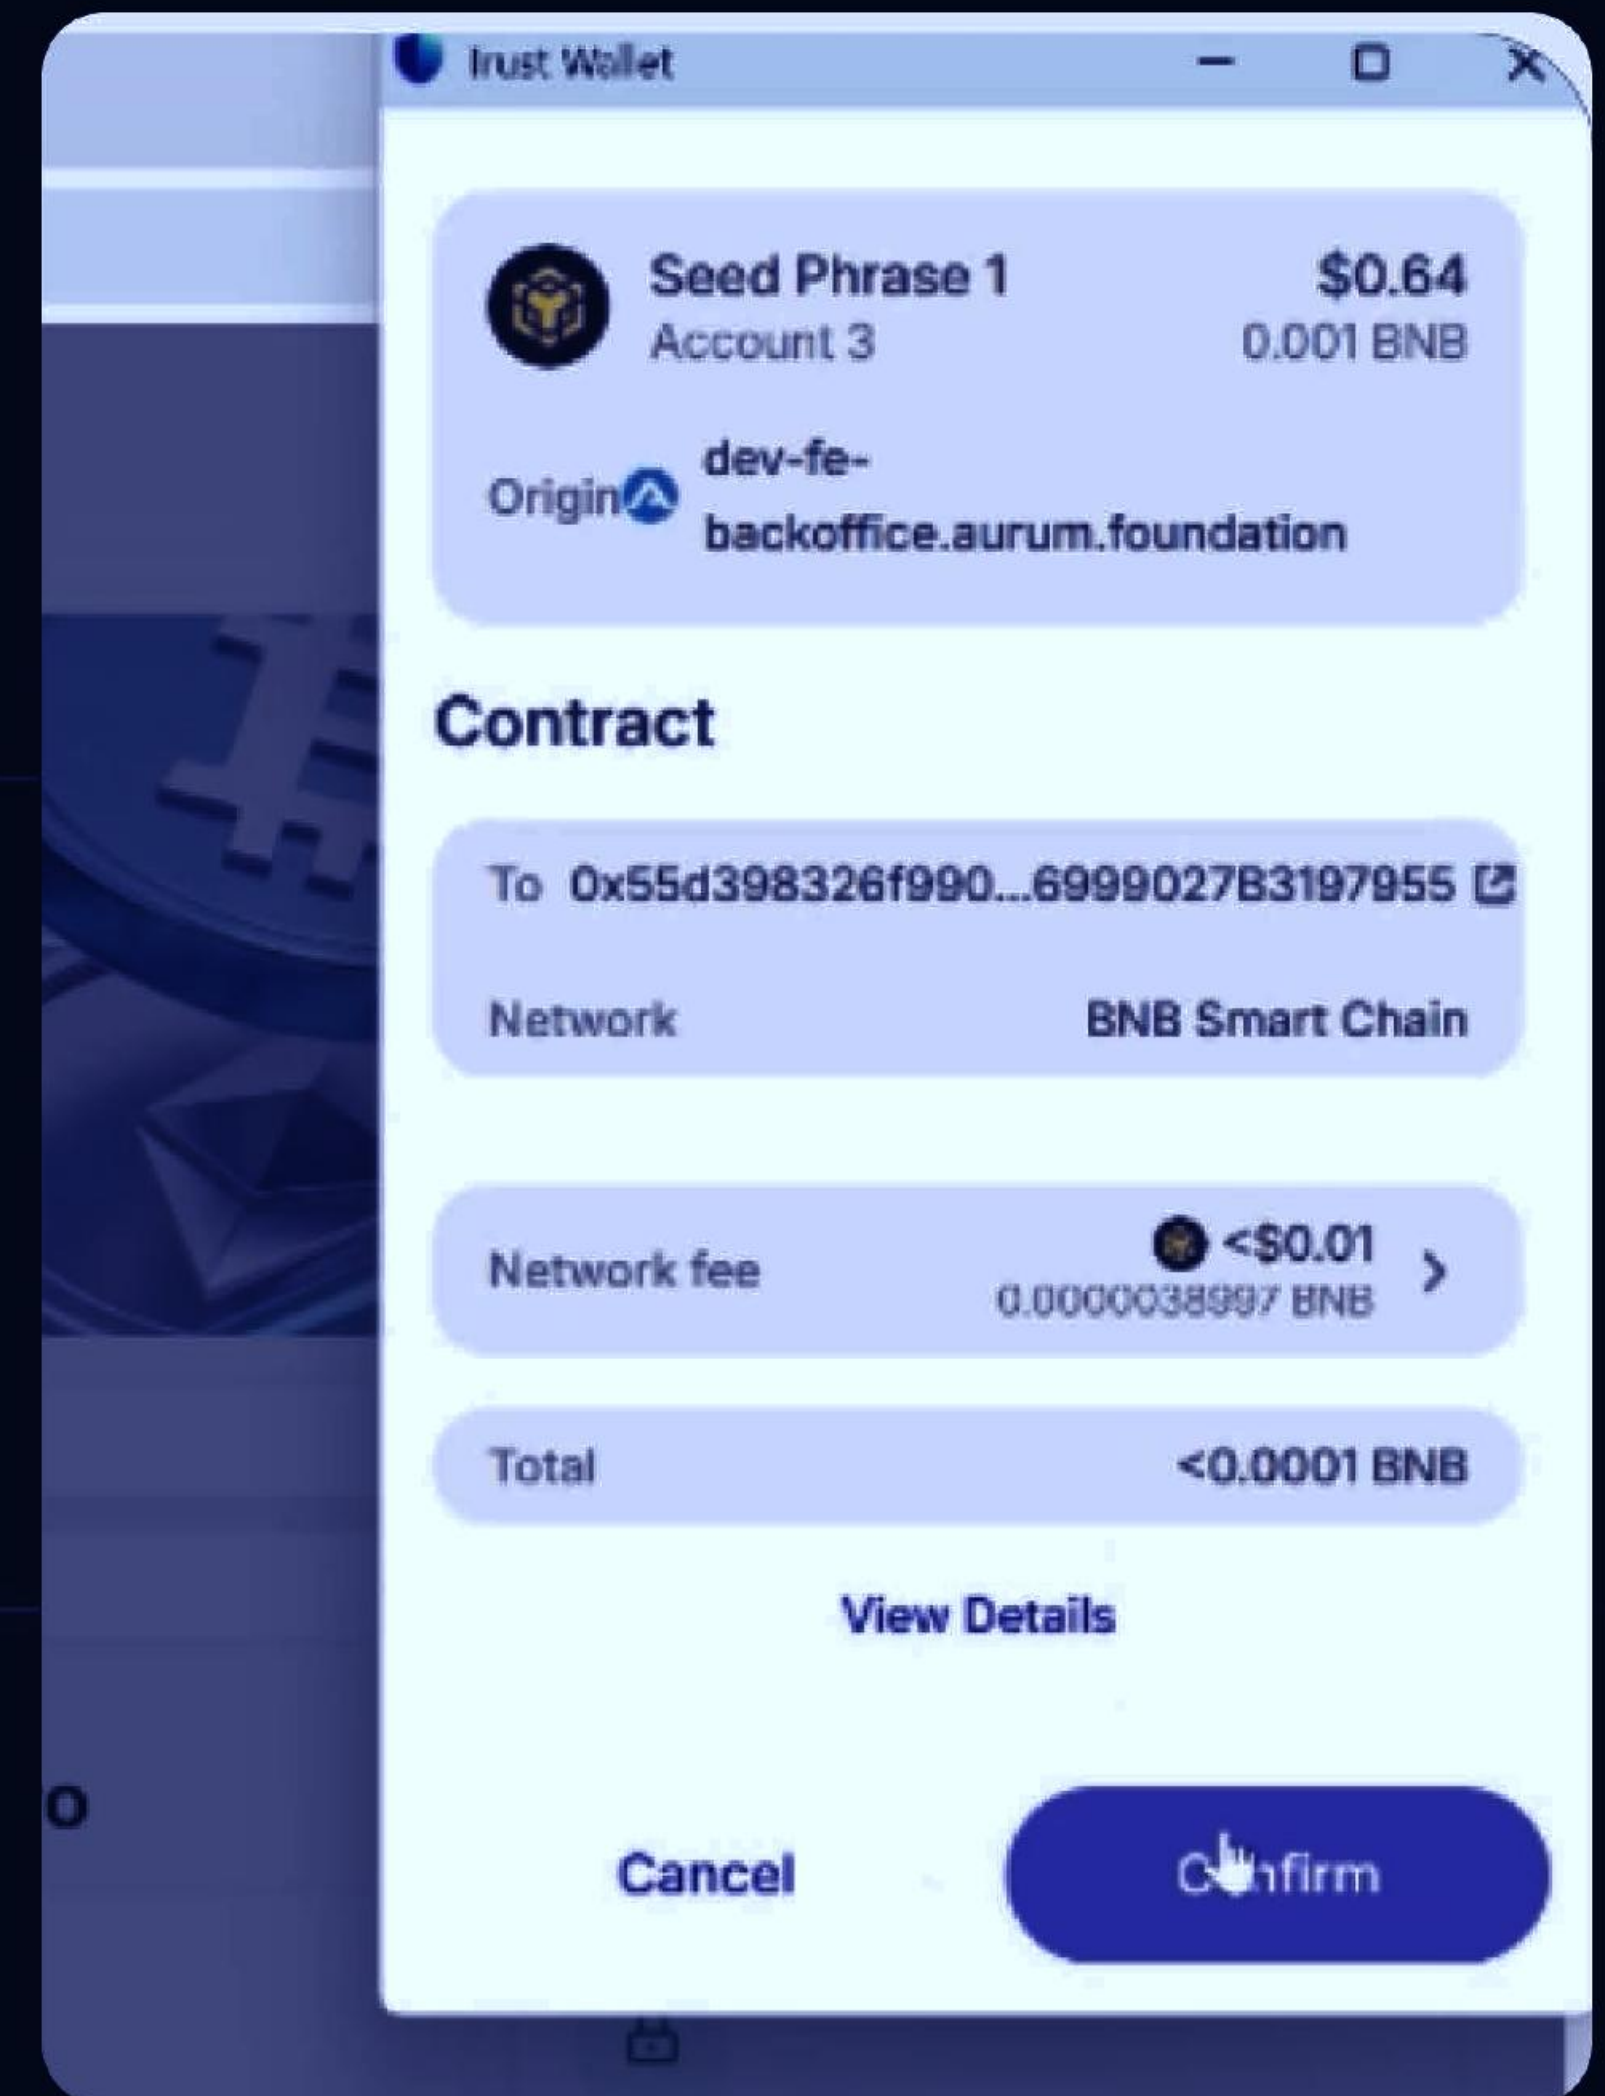 Trust Wallet
Seed Phrase 1
$0.64
Account 3
0.001 BNB
Origin
dev-fe-
backoffice.aurum.foundation
Contract
To 0x55d398326f990...6999027B3197955
Network
BNB Smart Chain
Network fee
<$0.01
0.0000038997 BNB
Total
<0.0001 BNB
View Details
o
Cancel
Confirm